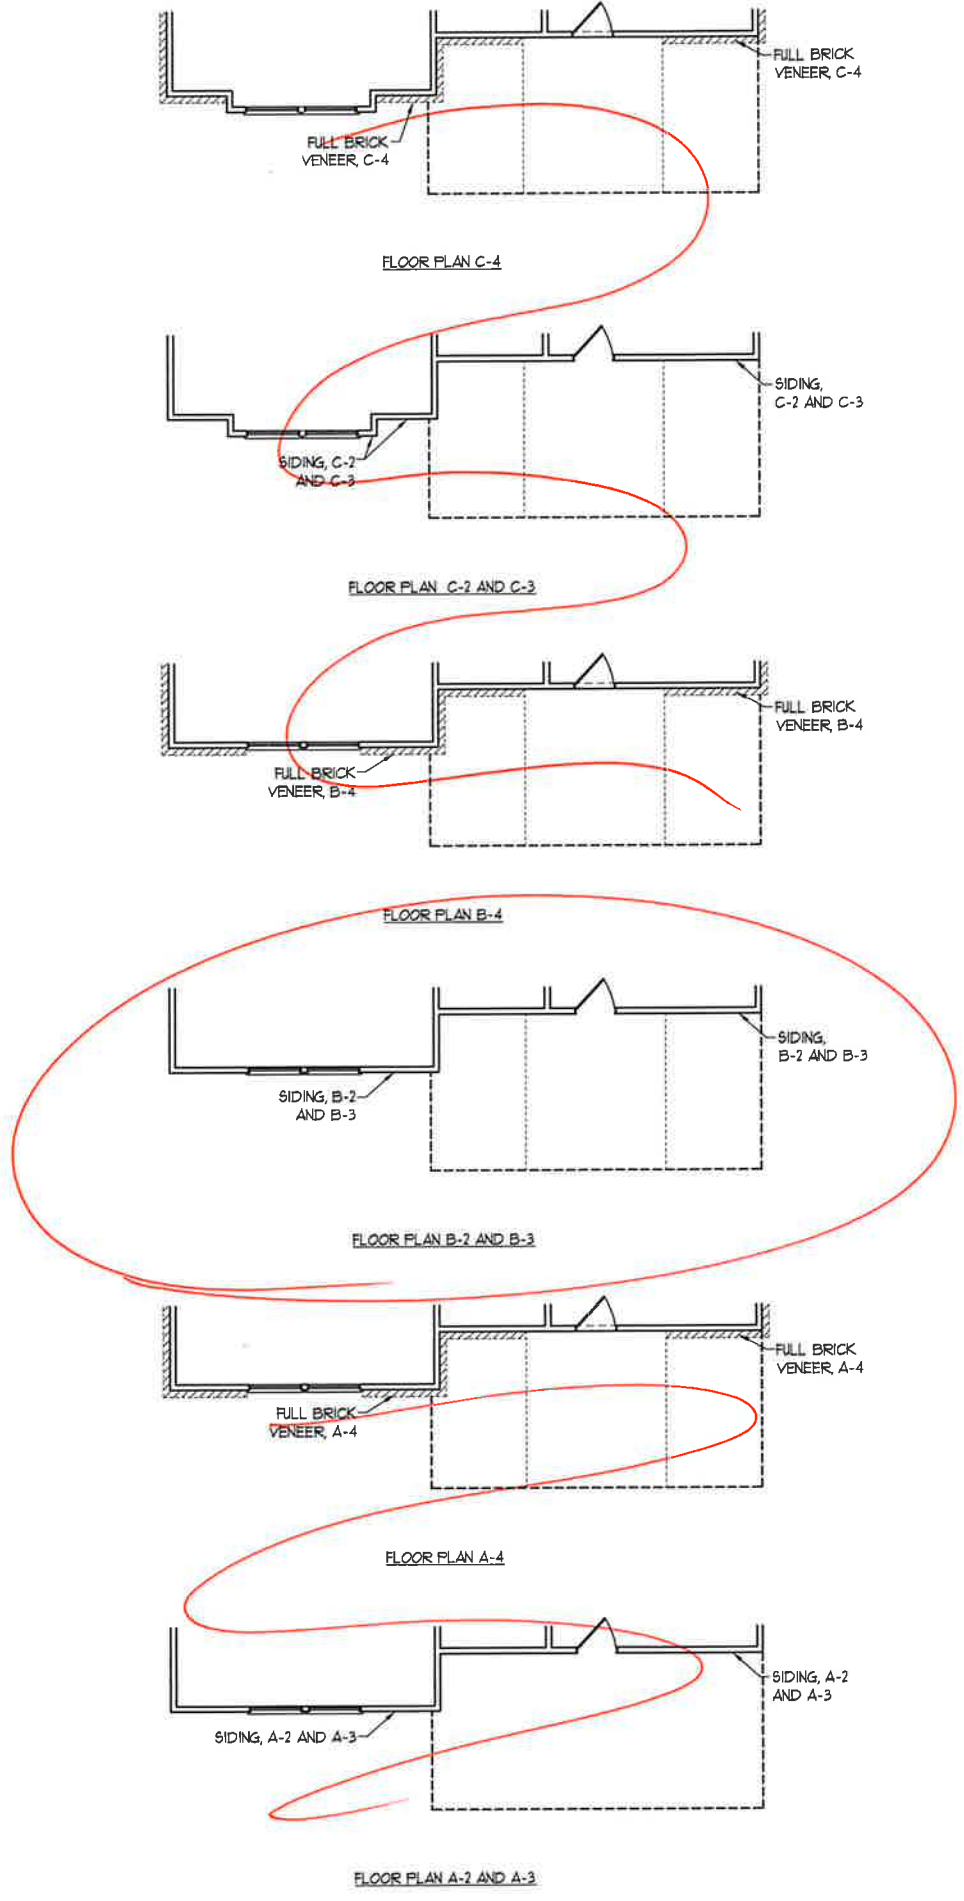 FULL BRICK
VENEER, C-4
FULL BRICK
VENEER, C-4
FLOOR PLAN C-4
SIDING,
C-2 AND C-3
SIDING, C-2
AND C-3
FLOOR PLAN C-2 AND C-3
FULL BRICK
VENEER, B-4
FULL BRICK
VENEER, B-4
FLOOR PLAN B-4
SIDING,
B-2 AND B-3
SIDING, B-2
AND B-3
FLOOR PLAN B-2 AND B-3
FULL BRICK
VENEER, A-4
FULL BRICK
VENEER, A-4
FLOOR PLAN A-4
SIDING, A-2
AND A-3
SIDING, A-2 AND A-3
FLOOR PLAN A-2 AND A-3